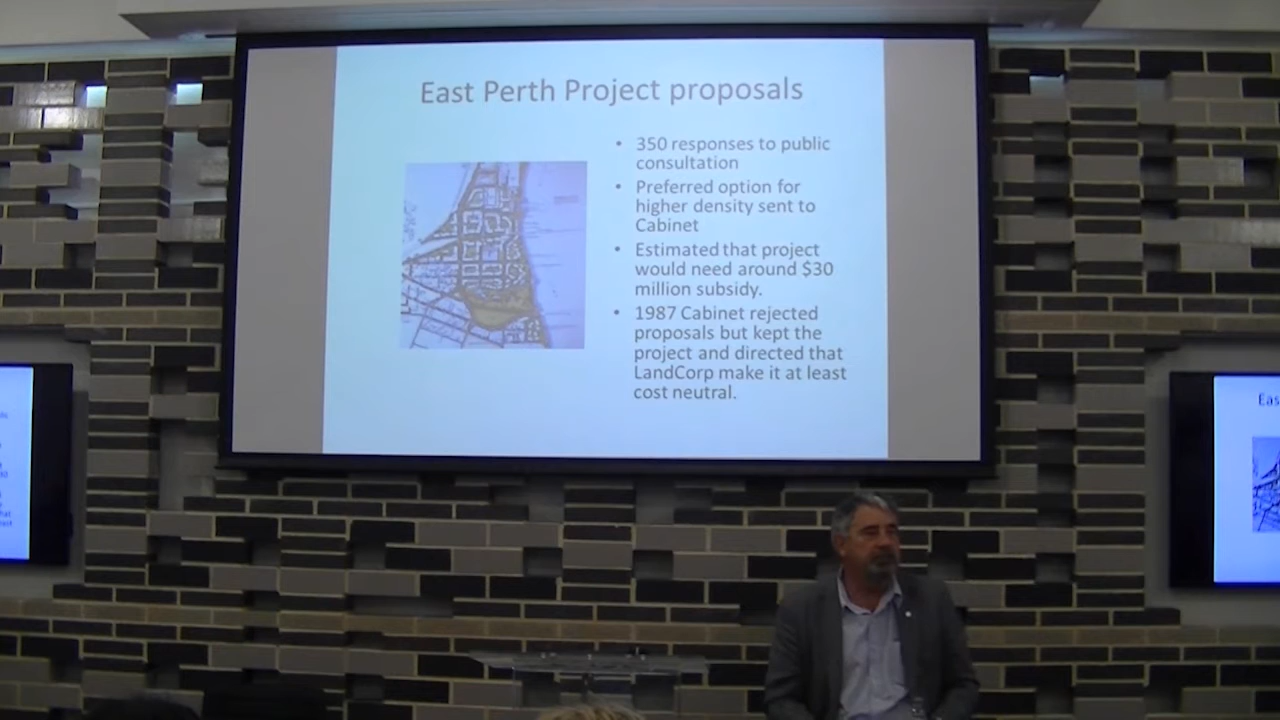 East Perth Project proposals
• 350 responses to public
consultation
• Preferred option for
higher density sent to
Cabinet
• Estimated that project
would need around $30
million subsidy.
• 1987 Cabinet rejected
proposals but kept the
project and directed that
LandCorp make it at least
cost neutral.
Eas